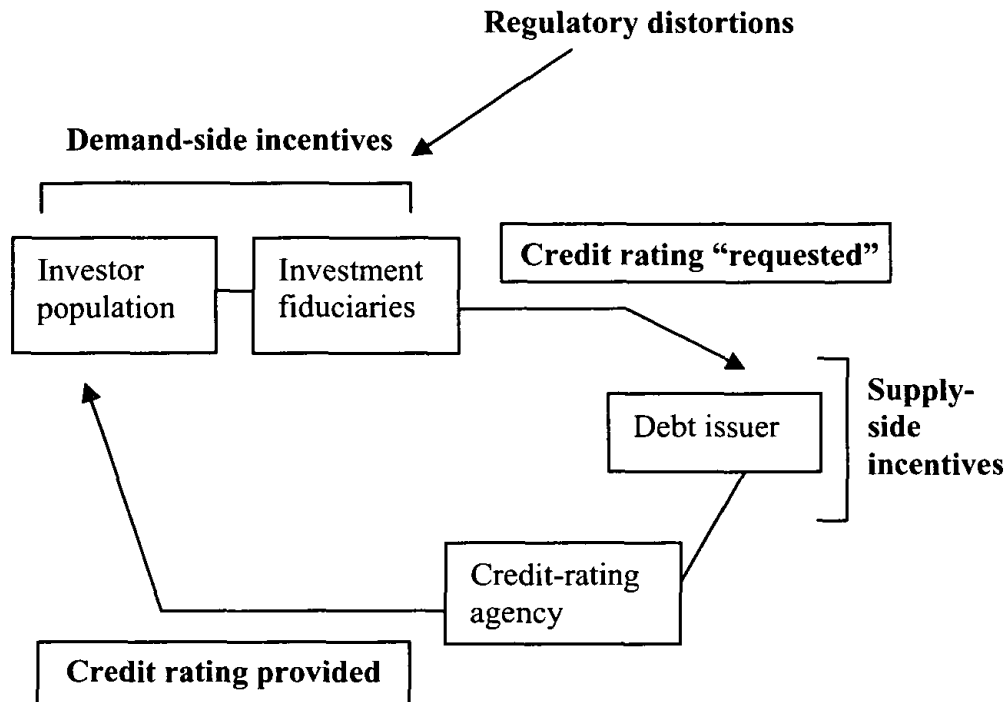 Regulatory distortions
Demand-side incentives
Investor
population
Investment
fiduciaries
Credit rating “requested”
Debt issuer
Supply-
side
incentives
Credit-rating
agency
Credit rating provided